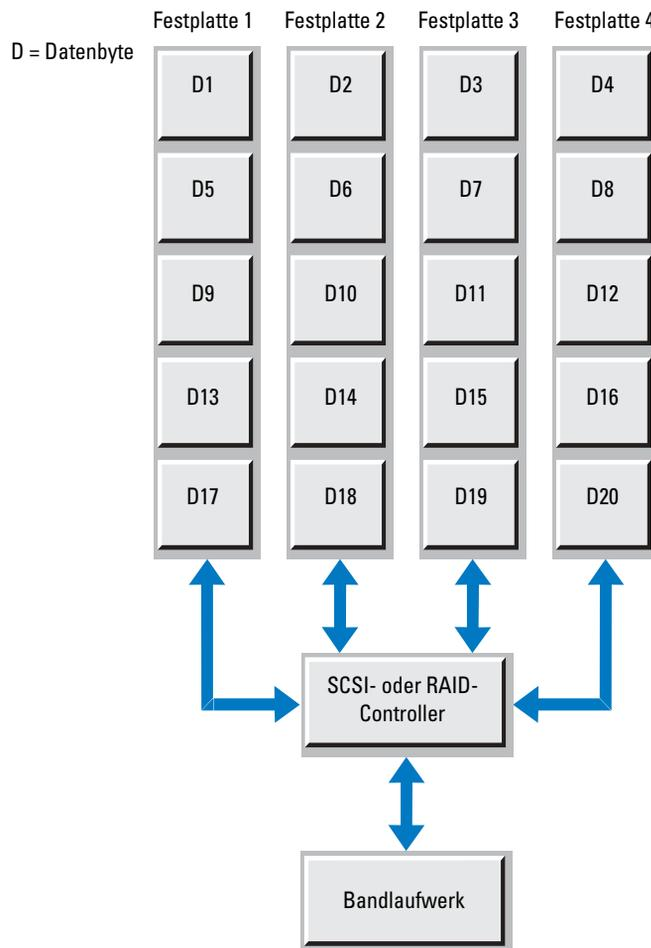 Festplatte 1 Festplatte 2 Festplatte 3 Festplatte 4
D = Datenbyte
D1 D2 D3 D4
D5 D6 D7 D8
D9 D10 D11 D12
D13 D14 D15 D16
D17 D18 D19 D20
SCSI- oder RAID-
Controller
Bandlaufwerk